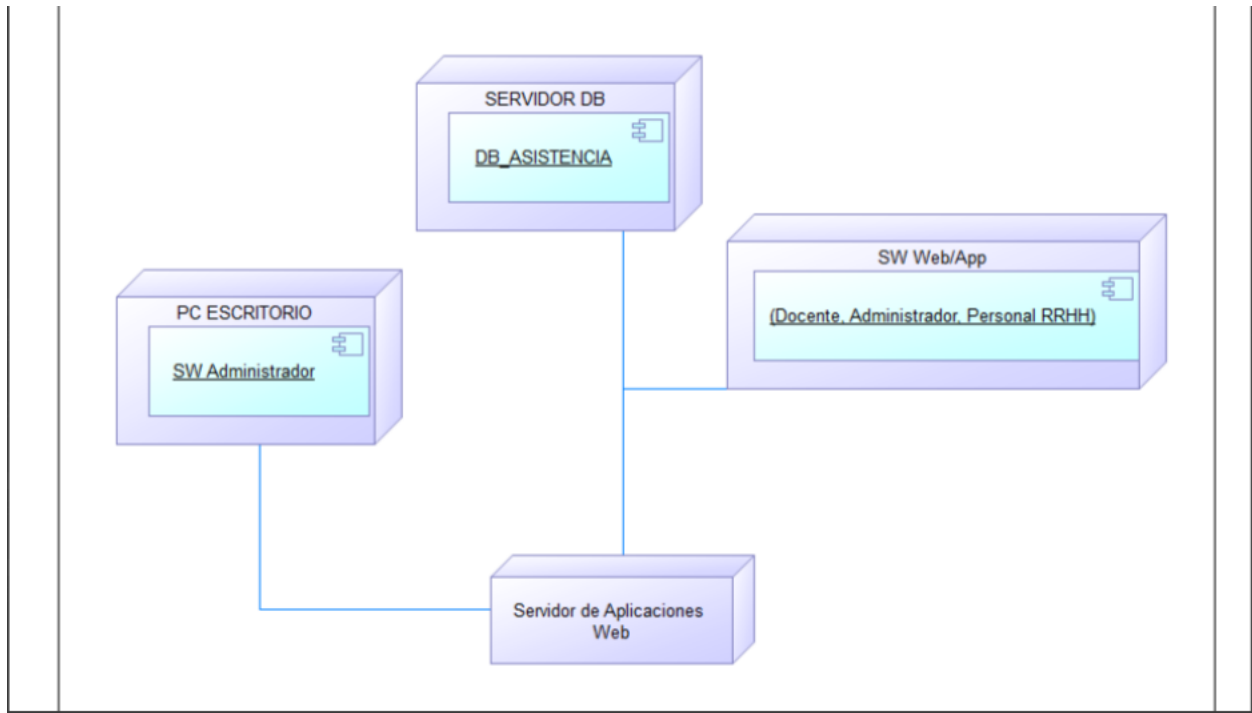 SERVIDOR DB
DB_ASISTENCIA
SW Web/App
(Docente, Administrador, Personal RRHH)
PC ESCRITORIO
SW Administrador
Servidor de Aplicaciones
Web